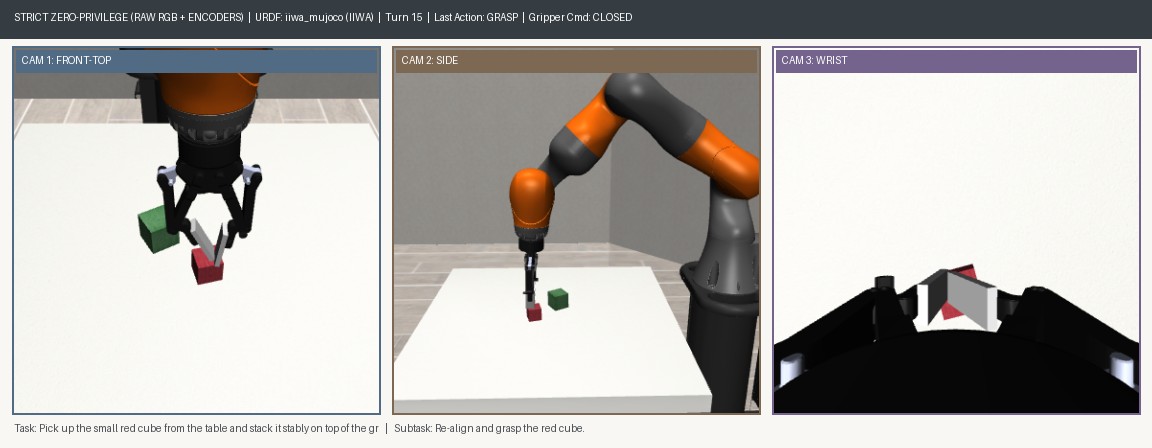 STRICT ZERO-PRIVILEGE (RAW RGB + ENCODERS) | URDF: iiwa_mujoco (IIWA) | Turn 15 | Last Action: GRASP | Gripper Cmd: CLOSED
CAM 1: FRONT-TOP
CAM 2: SIDE
CAM 3: WRIST
Task: Pick up the small red cube from the table and stack it stably on top of the gr | Subtask: Re-align and grasp the red cube.